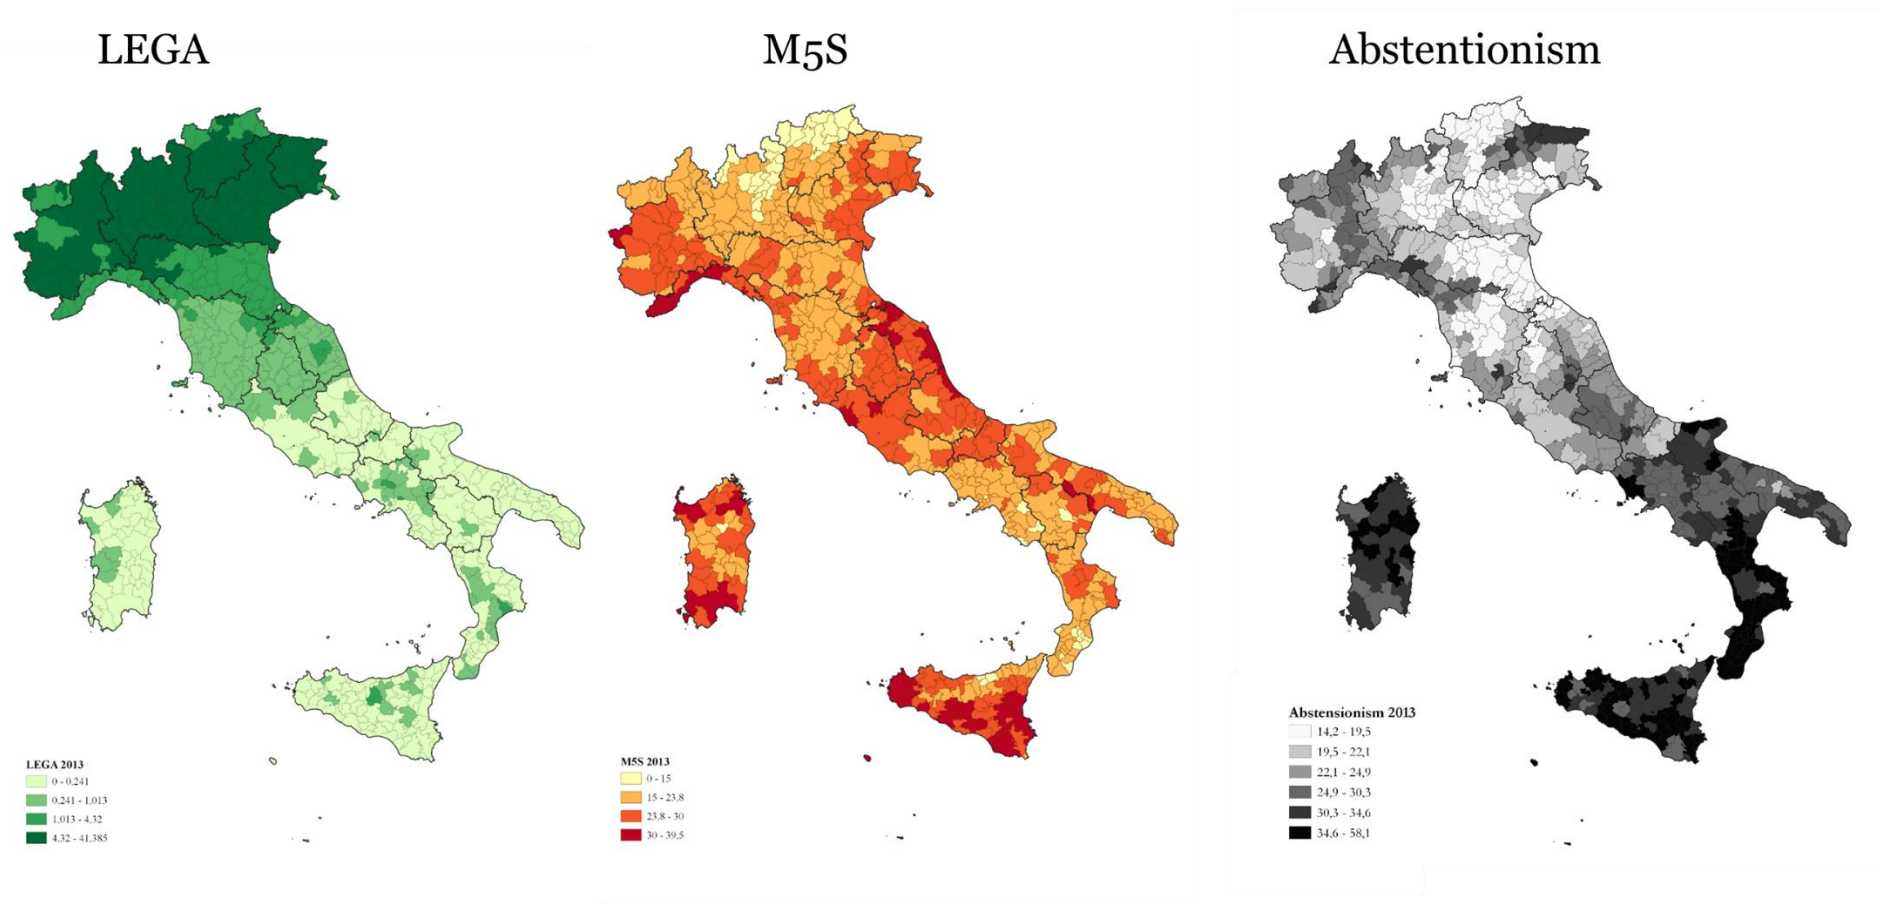 LEGA
M5S
Abstentionism
LEGA 2013
0 - 0.241
0,241 - 1,013
1,013 - 4,32
4,32 - 41,385
M5S 2013
0 - 15
15 - 23,8
23,8 - 30
30 - 39,5
Abstensionism 2013
14,2 - 19,5
19,5 - 22,1
22,1 - 24,9
24,9 - 30,3
30,3 - 34,6
34,6 - 58,1